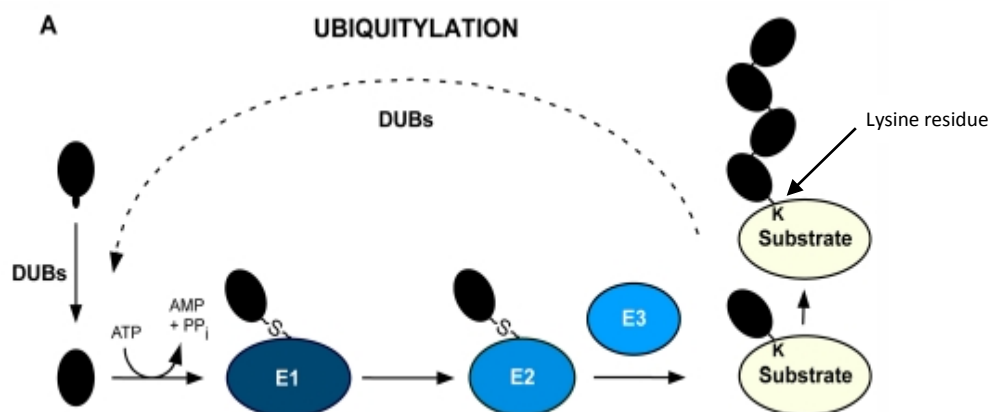 A
UBIQUITYLATION
DUBs
Lysine residue
K
Substrate
DUBs
ATP
AMP
+ PPi
S
E1
S
E2
E3
K
Substrate